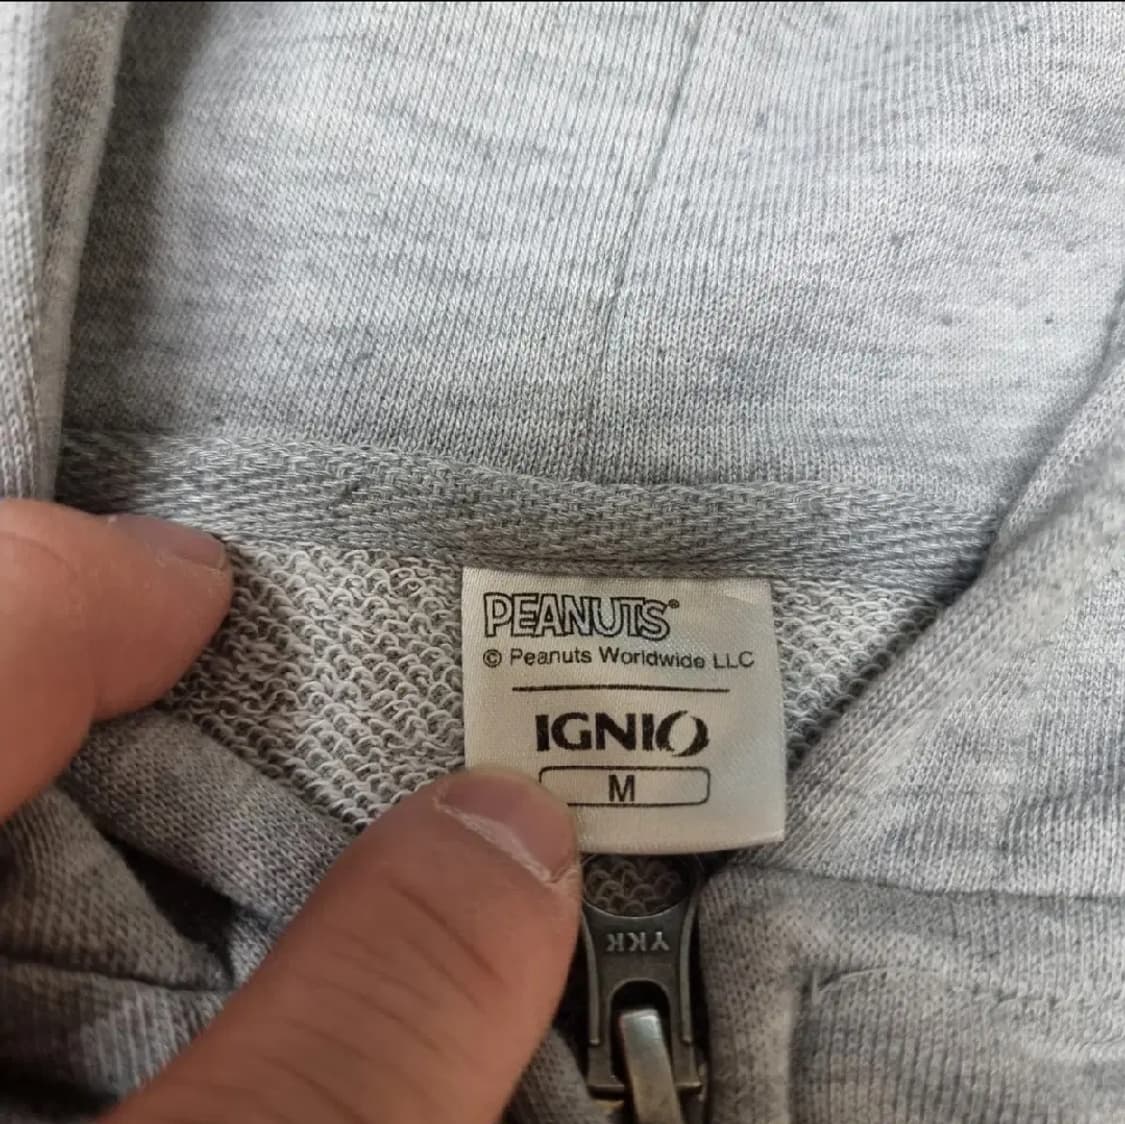 PEANUTS®
© Peanuts Worldwide LLC
IGNIO
M
YKK